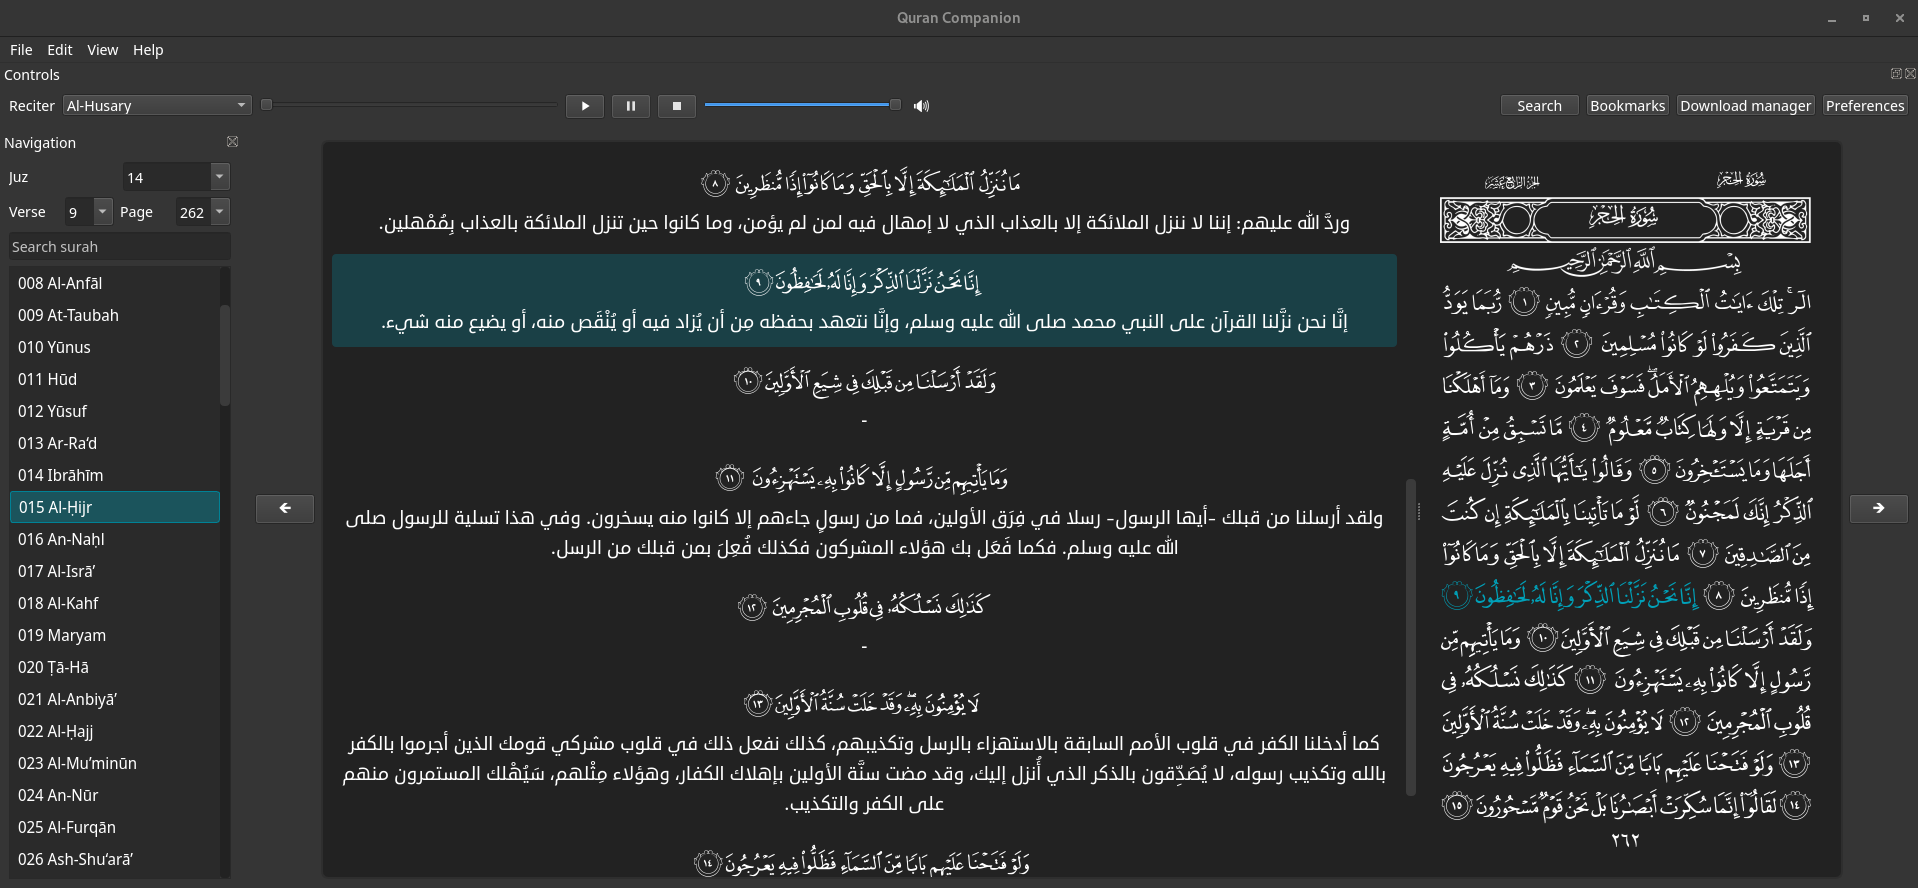 Quran Companion
File Edit View Help
Controls
Reciter Al-Husary Search Bookmarks Download manager Preferences
Navigation
Juz 14
Verse 9 Page 262
Search surah
008 Al-Anfāl
009 At-Taubah
010 Yūnus
011 Hūd
012 Yūsuf
013 Ar-Ra‘d
014 Ibrāhīm
015 Al-Ḥijr
016 An-Naḥl
017 Al-Isrā’
018 Al-Kahf
019 Maryam
020 Ṭā-Hā
021 Al-Anbiyā’
022 Al-Ḥajj
023 Al-Mu’minūn
024 An-Nūr
025 Al-Furqān
026 Ash-Shu‘arā’
مَا نُنَزِّلُ ٱلْمَلَـٰٓئِكَةَ إِلَّا بِٱلْحَقِّ وَمَا كَانُوٓا۟ إِذًا مُّنظَرِينَ ٨
وردَّ الله عليهم: إننا لا ننزل الملائكة إلا بالعذاب الذي لا إمهال فيه لمن لم يؤمن، وما كانوا حين تنزل الملائكة بالعذاب بِمُمْهلين.
إِنَّا نَحْنُ نَزَّلْنَا ٱلذِّكْرَ وَإِنَّا لَهُۥ لَحَـٰفِظُونَ ٩
إنَّا نحن نزَّلنا القرآن على النبي محمد صلى الله عليه وسلم، وإنَّا نتعهد بحفظه مِن أن يُزاد فيه أو يُنْقَص منه، أو يضيع منه شيء.
وَلَقَدْ أَرْسَلْنَا مِن قَبْلِكَ فِى شِيَعِ ٱلْأَوَّلِينَ ١٠
-
وَمَا يَأْتِيهِم مِّن رَّسُولٍ إِلَّا كَانُوا۟ بِهِۦ يَسْتَهْزِءُونَ ١١
ولقد أرسلنا من قبلك -أيها الرسول- رسلا في فِرَق الأولين، فما من رسولِ جاءهم إلا كانوا منه يسخرون. وفي هذا تسلية للرسول صلى
الله عليه وسلم. فكما فَعَل بك هؤلاء المشركون فكذلك فُعِلَ بمن قبلك من الرسل.
كَذَٰلِكَ نَسْلُكُهُۥ فِى قُلُوبِ ٱلْمُجْرِمِينَ ١٢
-
لَا يُؤْمِنُونَ بِهِۦ ۖ وَقَدْ خَلَتْ سُنَّةُ ٱلْأَوَّلِينَ ١٣
كما أدخلنا الكفر في قلوب الأمم السابقة بالاستهزاء بالرسل وتكذيبهم، كذلك نفعل ذلك في قلوب مشركي قومك الذين أجرموا بالكفر
بالله وتكذيب رسوله، لا يُصَدِّقون بالذكر الذي أُنزل إليك، وقد مضت سنَّة الأولين بإهلاك الكفار، وهؤلاء مِثْلهم، سَيُهْلك المستمرون منهم
على الكفر والتكذيب.
وَلَوْ فَتَحْنَا عَلَيْهِم بَابًا مِّنَ ٱلسَّمَآءِ فَظَلُّوا۟ فِيهِ يَعْرُجُونَ ١٤
سُورَةُ الحِجْر الجزء الرابع عشر
سُورَةُ الحِجْر
بِسْمِ ٱللَّهِ ٱلرَّحْمَـٰنِ ٱلرَّحِيمِ
الٓر ۚ تِلْكَ ءَايَـٰتُ ٱلْكِتَـٰبِ وَقُرْءَانٍ مُّبِينٍ ١ رُّبَمَا يَوَدُّ
ٱلَّذِينَ كَفَرُوا۟ لَوْ كَانُوا۟ مُسْلِمِينَ ٢ ذَرْهُمْ يَأْكُلُوا۟
وَيَتَمَتَّعُوا۟ وَيُلْهِهِمُ ٱلْأَمَلُ ۖ فَسَوْفَ يَعْلَمُونَ ٣ وَمَآ أَهْلَكْنَا
مِن قَرْيَةٍ إِلَّا وَلَهَا كِتَابٌ مَّعْلُومٌ ٤ مَّا تَسْبِقُ مِنْ أُمَّةٍ
أَجَلَهَا وَمَا يَسْتَـْٔخِرُونَ ٥ وَقَالُوا۟ يَـٰٓأَيُّهَا ٱلَّذِى نُزِّلَ عَلَيْهِ
ٱلذِّكْرُ إِنَّكَ لَمَجْنُونٌ ٦ لَّوْ مَا تَأْتِينَا بِٱلْمَلَـٰٓئِكَةِ إِن كُنتَ
مِنَ ٱلصَّـٰدِقِينَ ٧ مَا نُنَزِّلُ ٱلْمَلَـٰٓئِكَةَ إِلَّا بِٱلْحَقِّ وَمَا كَانُوٓا۟
إِذًا مُّنظَرِينَ ٨ إِنَّا نَحْنُ نَزَّلْنَا ٱلذِّكْرَ وَإِنَّا لَهُۥ لَحَـٰفِظُونَ ٩
وَلَقَدْ أَرْسَلْنَا مِن قَبْلِكَ فِى شِيَعِ ٱلْأَوَّلِينَ ١٠ وَمَا يَأْتِيهِم مِّن
رَّسُولٍ إِلَّا كَانُوا۟ بِهِۦ يَسْتَهْزِءُونَ ١١ كَذَٰلِكَ نَسْلُكُهُۥ فِى
قُلُوبِ ٱلْمُجْرِمِينَ ١٢ لَا يُؤْمِنُونَ بِهِۦ ۖ وَقَدْ خَلَتْ سُنَّةُ ٱلْأَوَّلِينَ
١٣ وَلَوْ فَتَحْنَا عَلَيْهِم بَابًا مِّنَ ٱلسَّمَآءِ فَظَلُّوا۟ فِيهِ يَعْرُجُونَ
١٤ لَقَالُوٓا۟ إِنَّمَا سُكِّرَتْ أَبْصَـٰرُنَا بَلْ نَحْنُ قَوْمٌ مَّسْحُورُونَ ١٥
٢٦٢